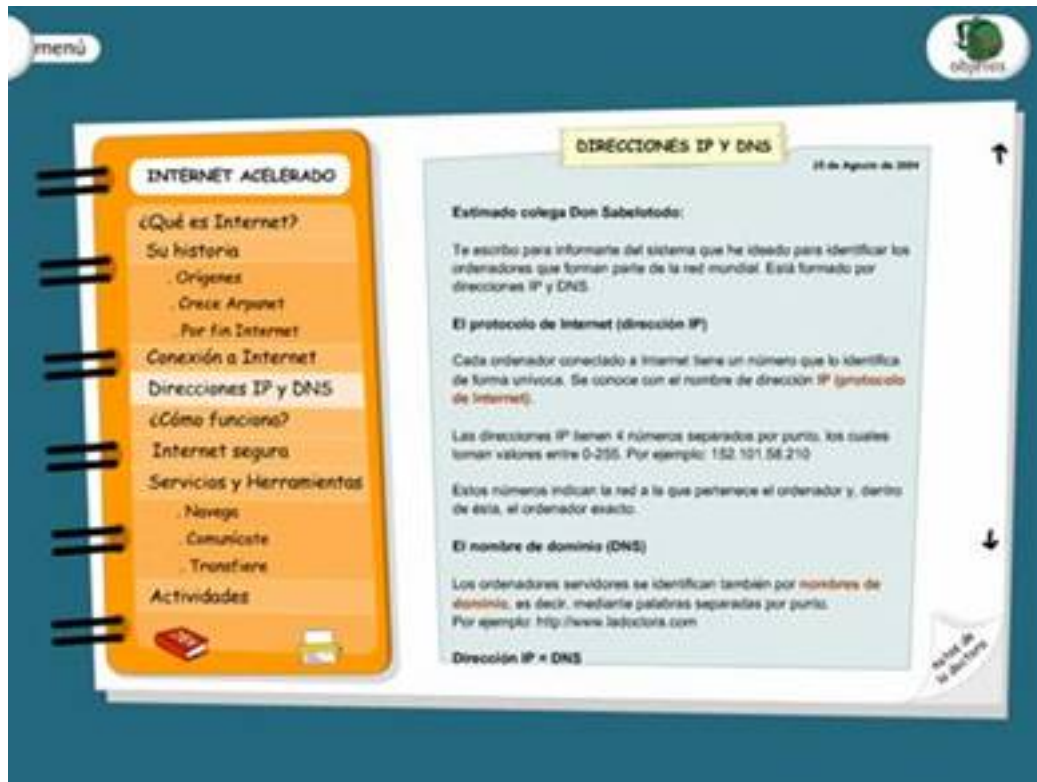 menú
objetivos
INTERNET ACELERADO
¿Qué es Internet?
Su historia
. Orígenes
. Crece Arpanet
. Por fin Internet
Conexión a Internet
Direcciones IP y DNS
¿Cómo funciona?
Internet segura
Servicios y Herramientas
. Navega
. Comunícate
. Transfiere
Actividades
DIRECCIONES IP Y DNS
25 de Agosto de 2004
Estimado colega Don Sabelotodo:
Te escribo para informarte del sistema que he ideado para identificar los
ordenadores que forman parte de la red mundial. Está formado por
direcciones IP y DNS.
El protocolo de Internet (dirección IP)
Cada ordenador conectado a Internet tiene un número que lo identifica
de forma unívoca. Se conoce con el nombre de dirección IP (protocolo
de Internet).
Las direcciones IP tienen 4 números separados por punto, los cuales
toman valores entre 0-255. Por ejemplo: 152.101.58.210
Estos números indican la red a la que pertenece el ordenador y, dentro
de ésta, el ordenador exacto.
El nombre de dominio (DNS)
Los ordenadores servidores se identifican también por nombres de
dominio, es decir, mediante palabras separadas por punto.
Por ejemplo: http://www.ladoctora.com
Dirección IP = DNS
notas de
la doctora